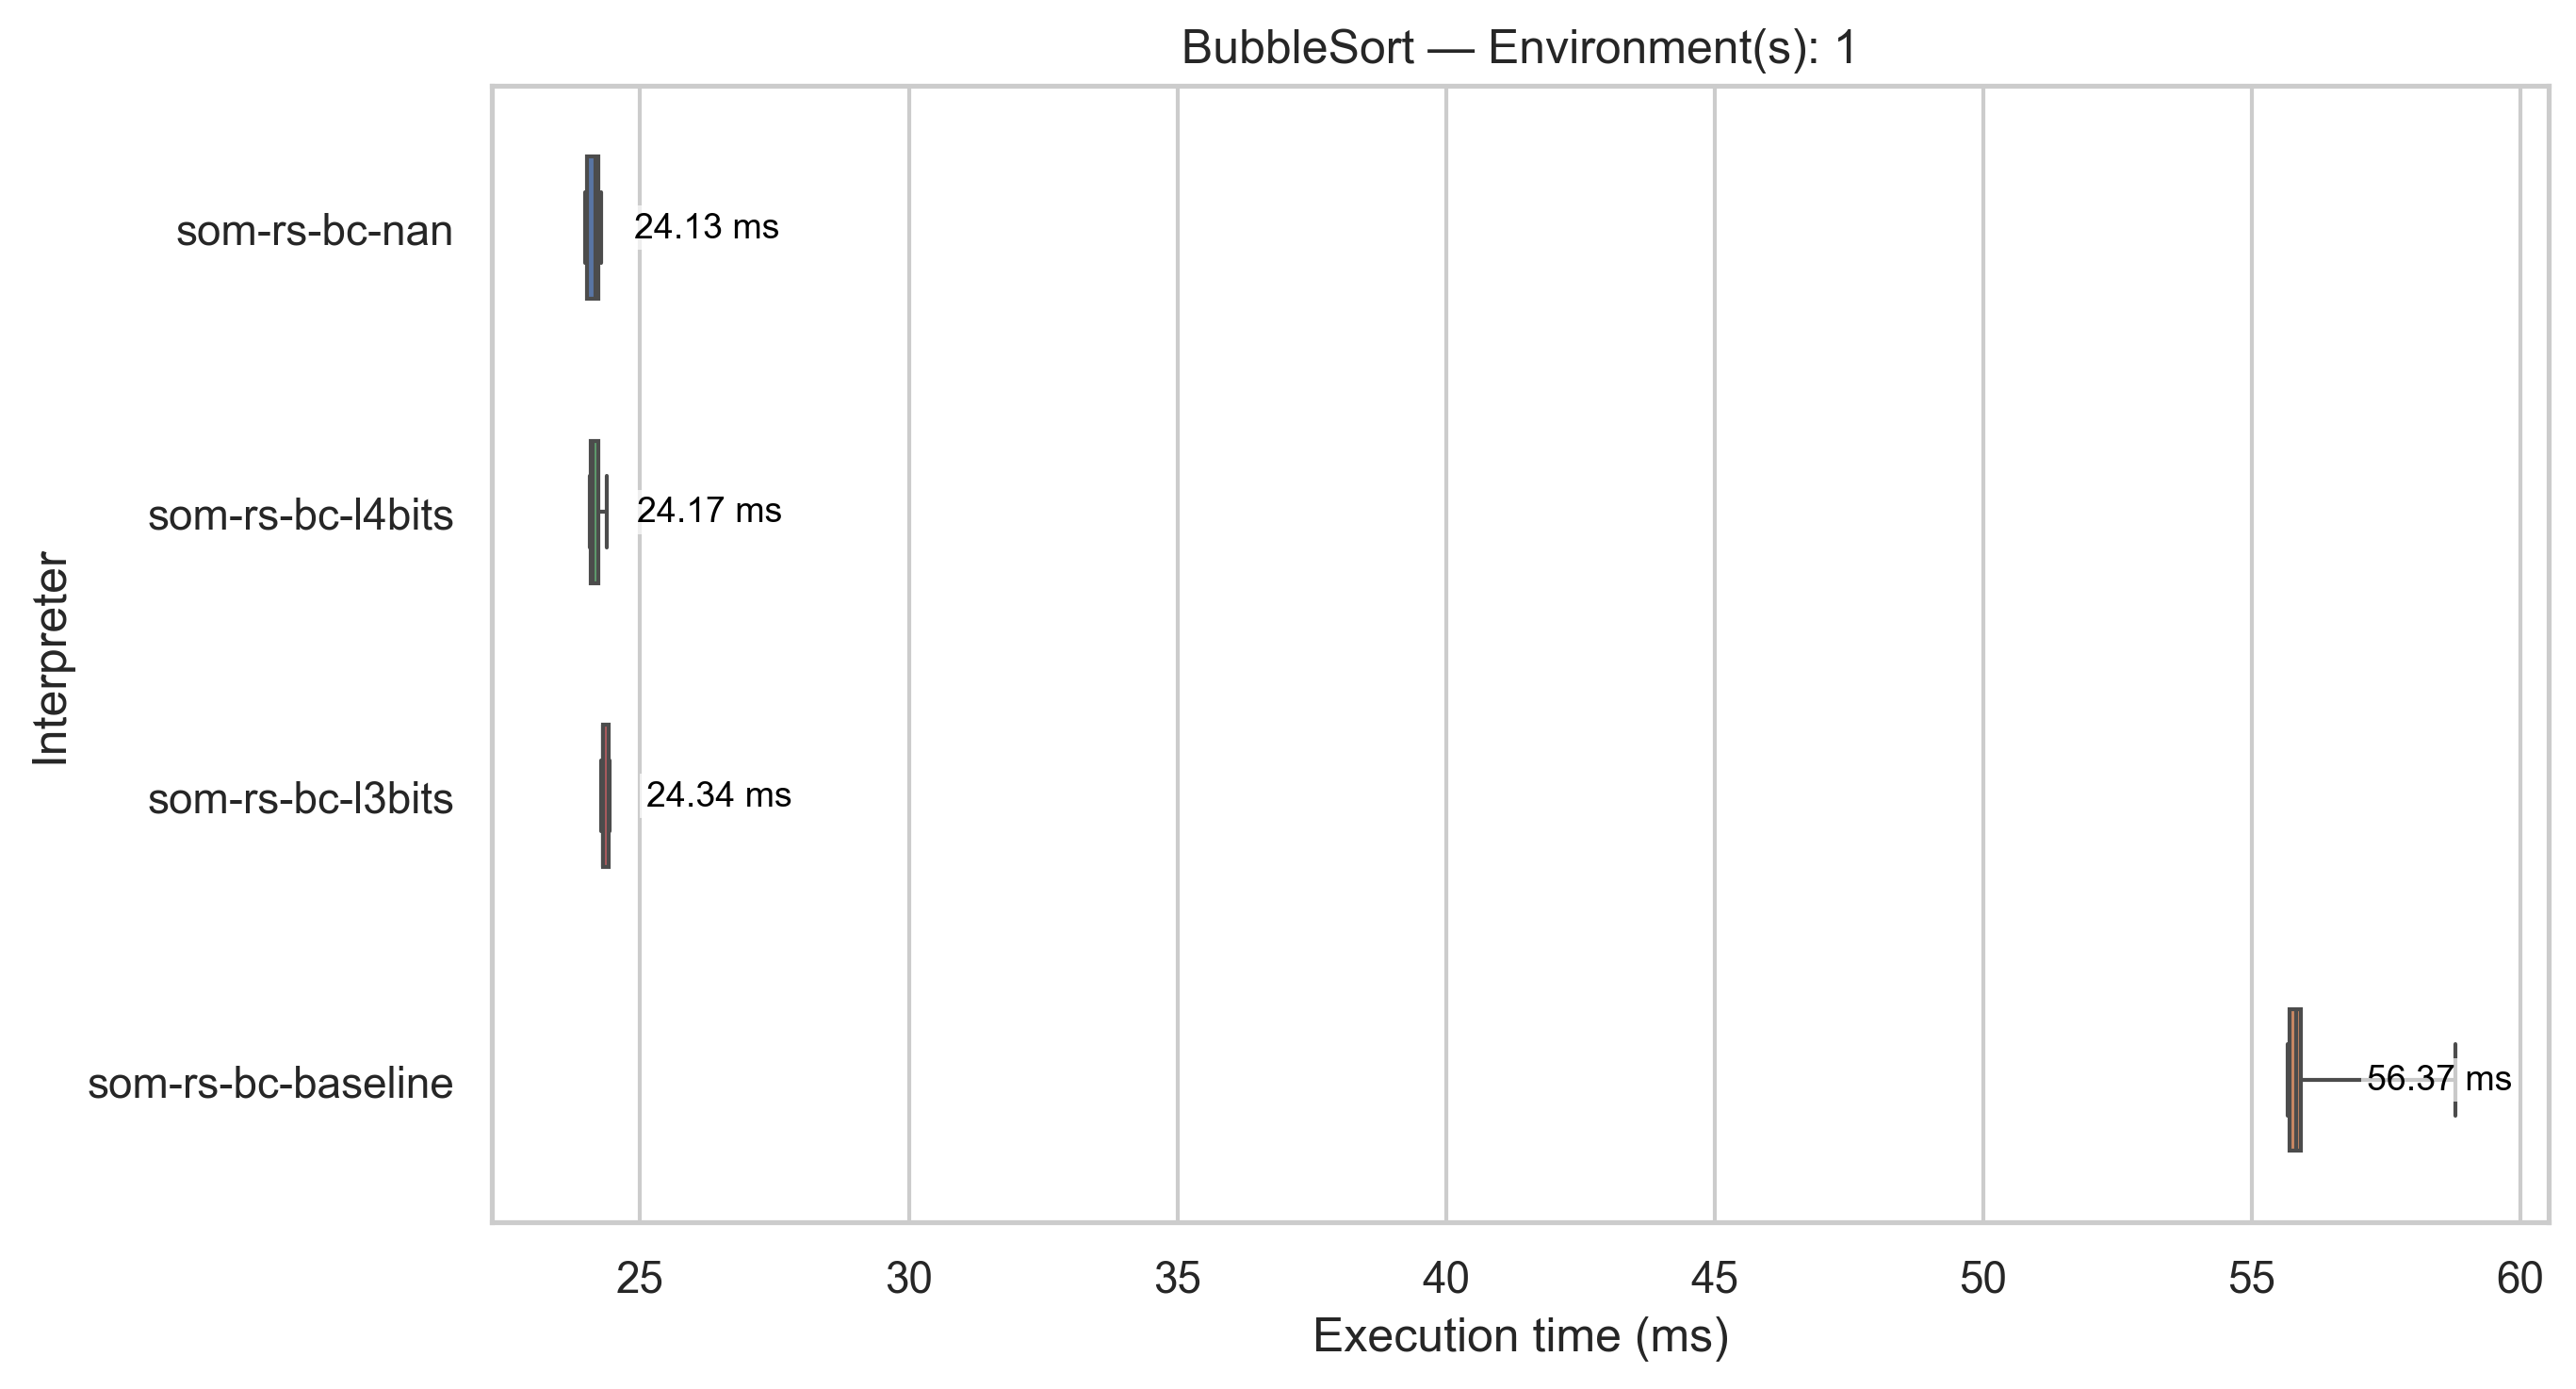 BubbleSort — Environment(s): 1
som-rs-bc-nan
24.13 ms
som-rs-bc-l4bits
24.17 ms
Interpreter
som-rs-bc-l3bits
24.34 ms
som-rs-bc-baseline
56.37 ms
25 30 35 40 45 50 55 60
Execution time (ms)